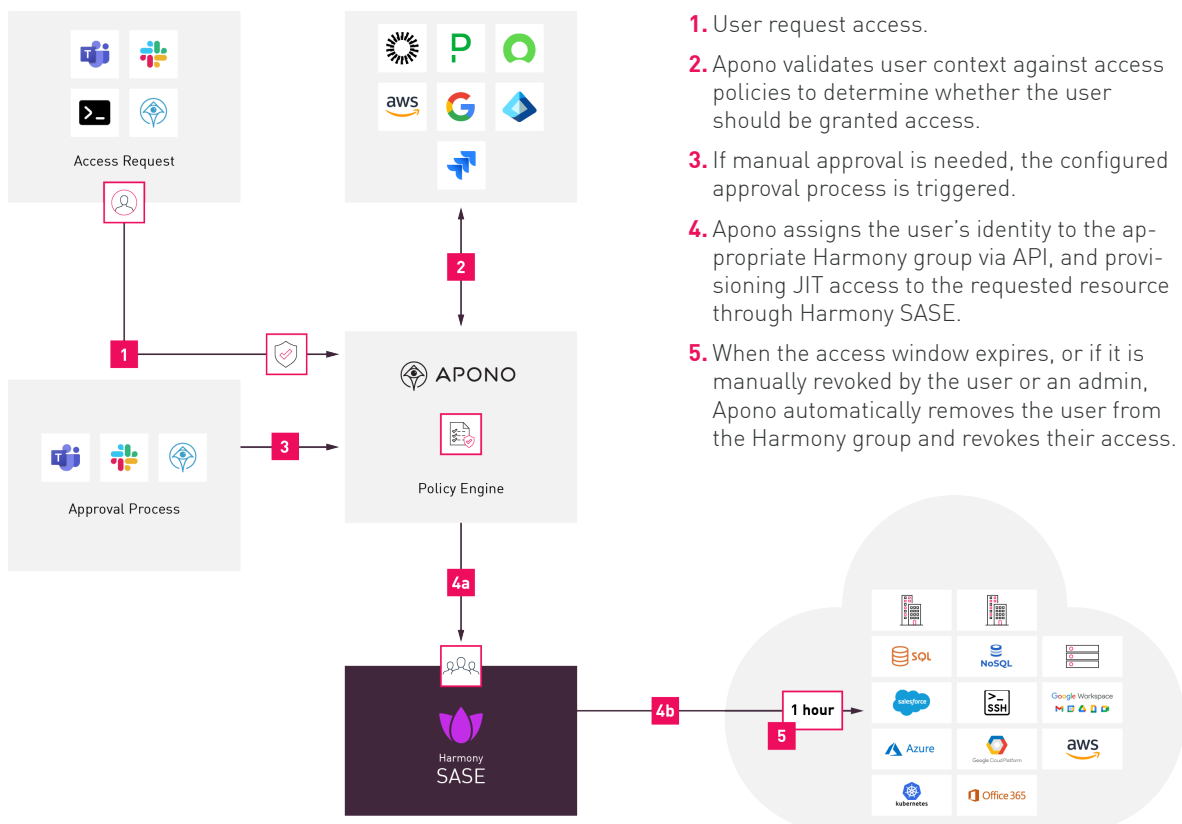 T
>_
Access Request
P
aws
G
1. User request access.
2. Apono validates user context against access
policies to determine whether the user
should be granted access.
3. If manual approval is needed, the configured
approval process is triggered.
4. Apono assigns the user's identity to the ap-
propriate Harmony group via API, and provi-
sioning JIT access to the requested resource
through Harmony SASE.
5. When the access window expires, or if it is
manually revoked by the user or an admin,
Apono automatically removes the user from
the Harmony group and revokes their access.
2
1
APONO
Policy Engine
T
3
Approval Process
4a
Harmony
SASE
4b
1 hour
5
SQL
NoSQL
salesforce
>_
SSH
Google Workspace
Azure
Google Cloud Platform
aws
kubernetes
Office 365